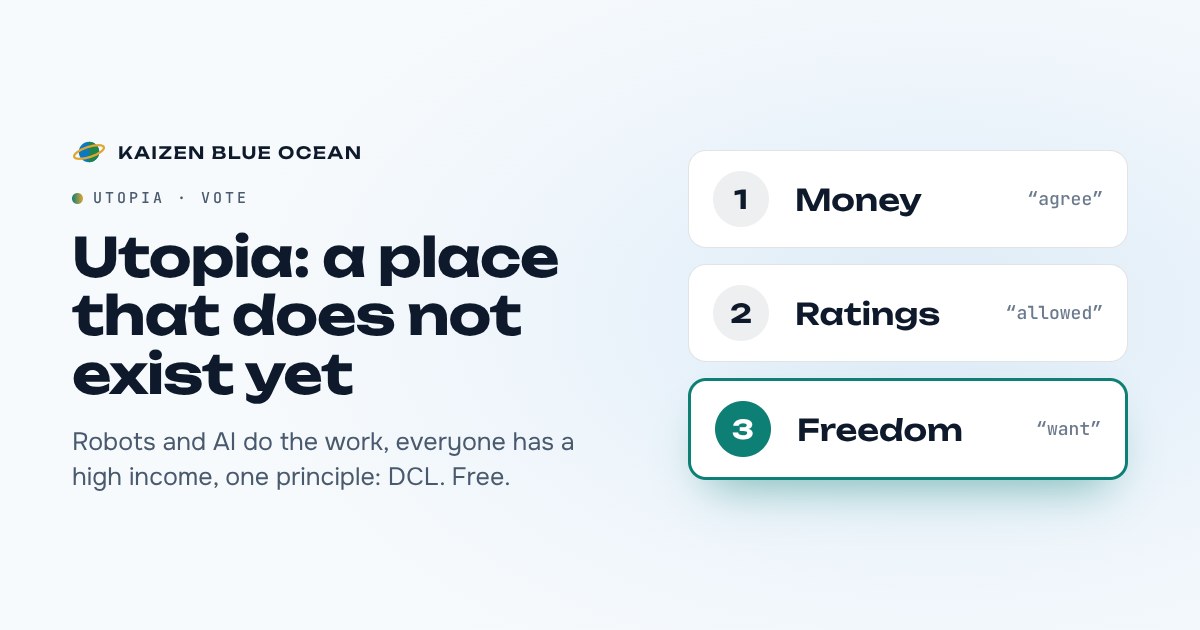 KAIZEN BLUE OCEAN
UTOPIA · VOTE
Utopia: a place
that does not
exist yet
Robots and AI do the work, everyone has a
high income, one principle: DCL. Free.
1 Money “agree”
2 Ratings “allowed”
3 Freedom “want”